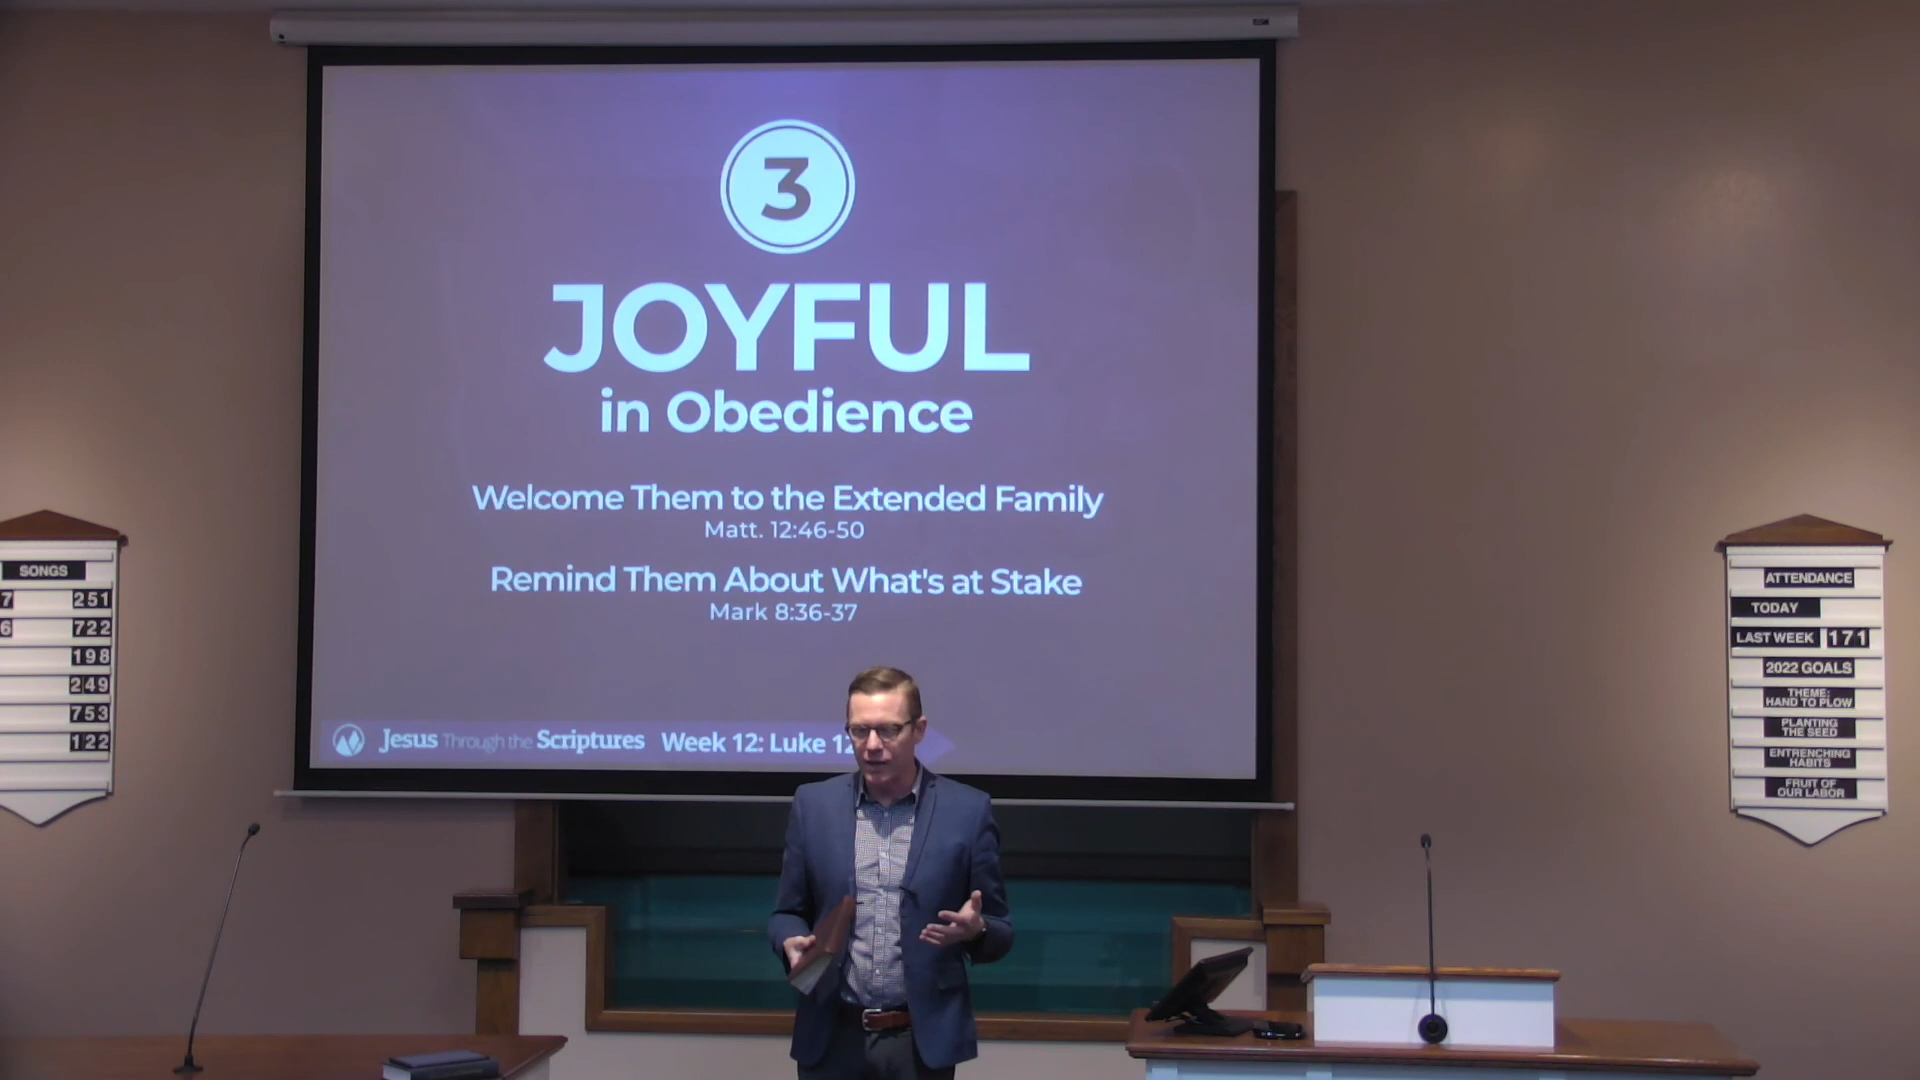 3
JOYFUL
in Obedience
Welcome Them to the Extended Family
Matt. 12:46-50
Remind Them About What's at Stake
Mark 8:36-37
Jesus Through the Scriptures Week 12: Luke 12
SONGS
7 251
6 722
198
249
753
122
ATTENDANCE
TODAY
LAST WEEK 171
2022 GOALS
THEME:
HAND TO PLOW
PLANTING
THE SEED
ENTRENCHING
HABITS
FRUIT OF
OUR LABOR